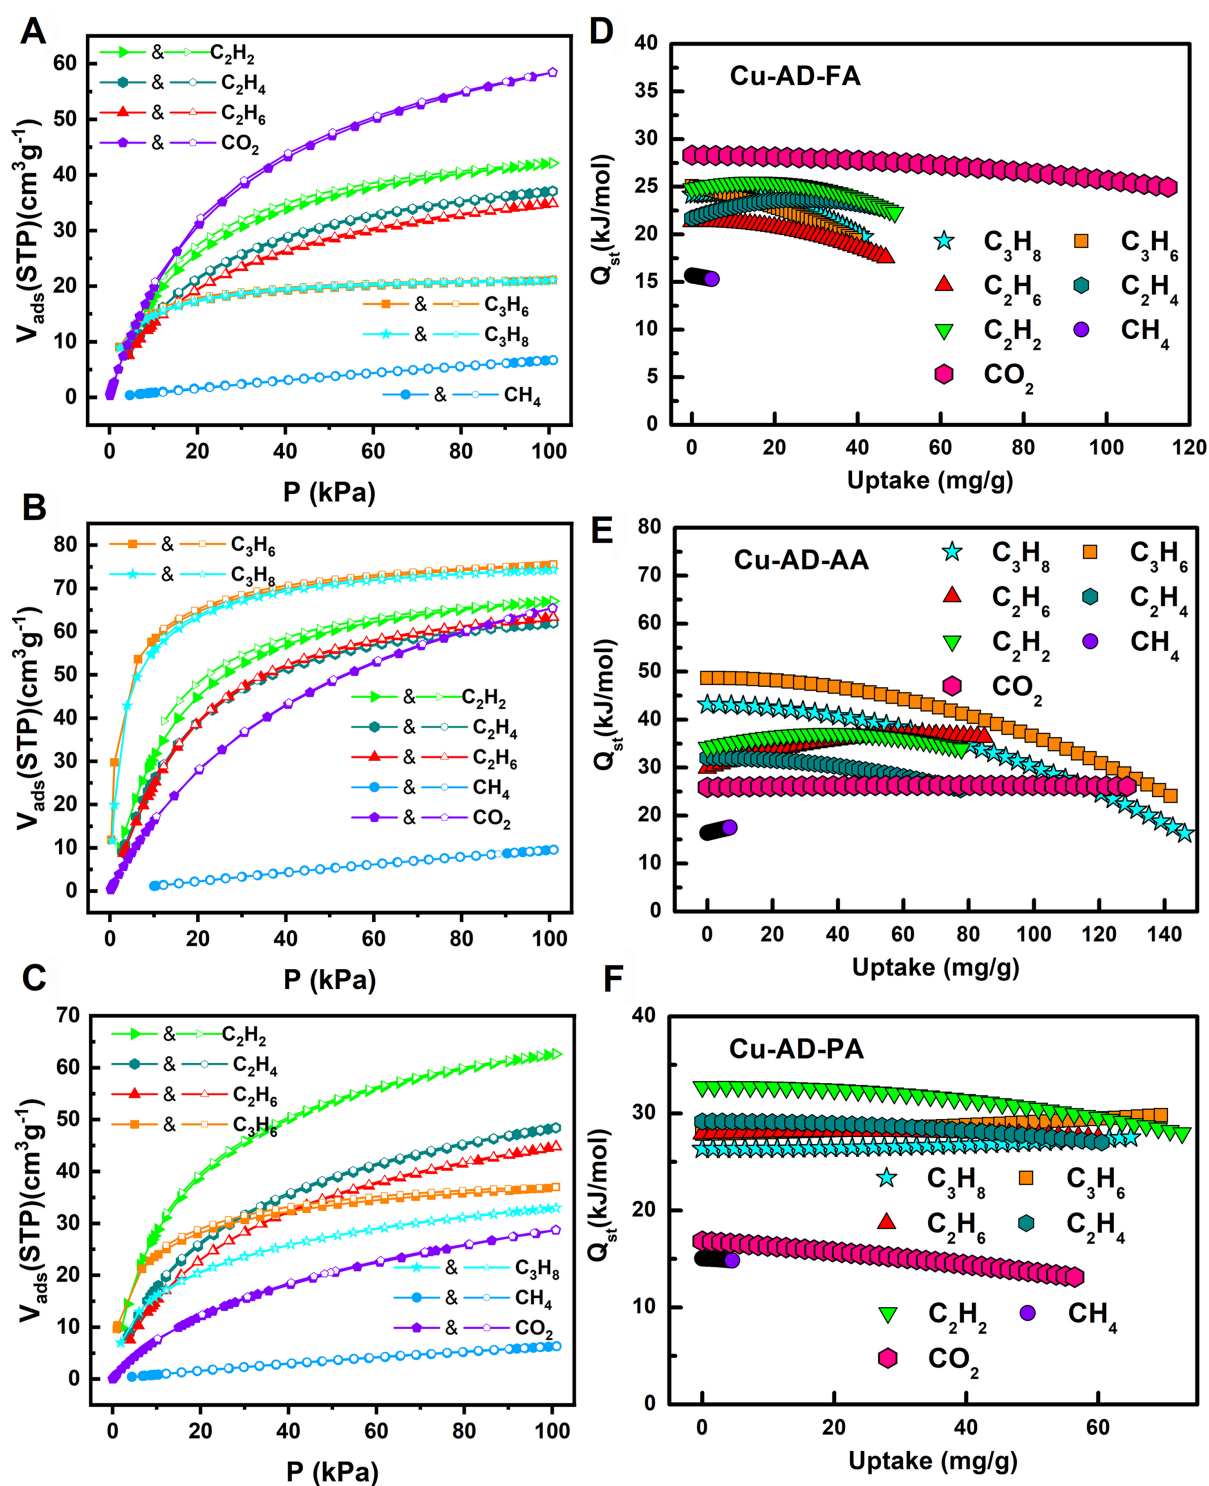 A
& C₂H₂
& C₂H₄
& C₂H₆
& CO₂
& C₃H₆
& C₃H₈
& CH₄
Vads(STP)(cm³g⁻¹)
60
50
40
30
20
10
0
0 20 40 60 80 100
P (kPa)
D
Cu-AD-FA
C₃H₈ C₃H₆
C₂H₆ C₂H₄
C₂H₂ CH₄
CO₂
Qst(kJ/mol)
40
35
30
25
20
15
10
5
0
0 20 40 60 80 100 120
Uptake (mg/g)
B
& C₃H₆
& C₃H₈
& C₂H₂
& C₂H₄
& C₂H₆
& CH₄
& CO₂
Vads(STP)(cm³g⁻¹)
80
70
60
50
40
30
20
10
0
0 20 40 60 80 100
P (kPa)
E
Cu-AD-AA
C₃H₈ C₃H₆
C₂H₆ C₂H₄
C₂H₂ CH₄
CO₂
Qst(kJ/mol)
80
70
60
50
40
30
20
10
0
0 20 40 60 80 100 120 140
Uptake (mg/g)
C
& C₂H₂
& C₂H₄
& C₂H₆
& C₃H₆
& C₃H₈
& CH₄
& CO₂
Vads(STP)(cm³g⁻¹)
70
60
50
40
30
20
10
0
0 20 40 60 80 100
P (kPa)
F
Cu-AD-PA
C₃H₈ C₃H₆
C₂H₆ C₂H₄
C₂H₂ CH₄
CO₂
Qst(kJ/mol)
40
30
20
10
0
0 20 40 60
Uptake (mg/g)